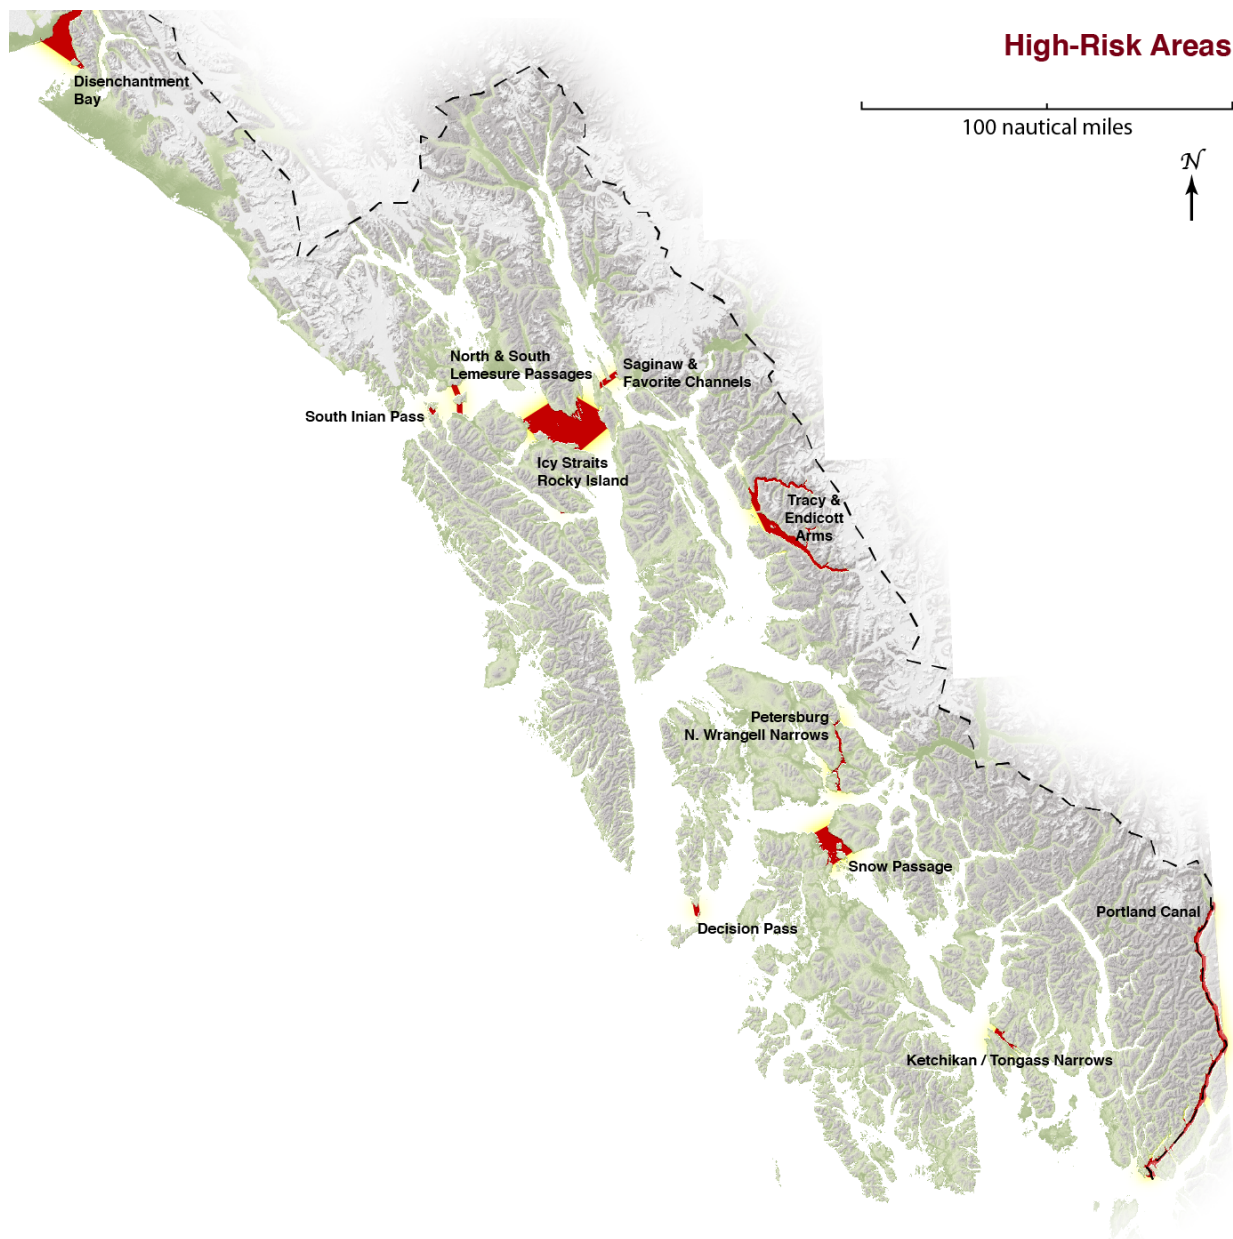 High-Risk Areas
100 nautical miles
N
Disenchantment
Bay
North & South
Lemesure Passages
Saginaw &
Favorite Channels
South Inian Pass
Icy Straits
Rocky Island
Tracy &
Endicott
Arms
Petersburg
N. Wrangell Narrows
Snow Passage
Portland Canal
Decision Pass
Ketchikan / Tongass Narrows